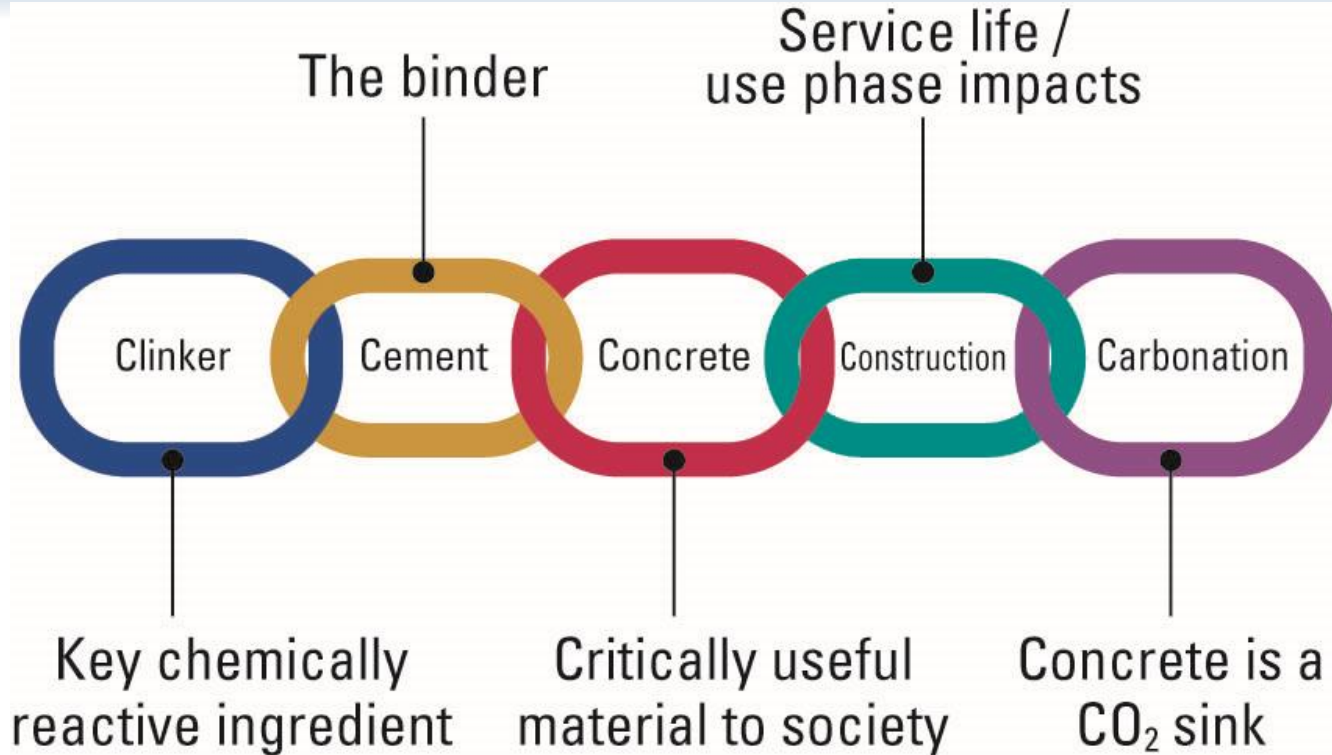 The binder
Service life /
use phase impacts
Clinker
Cement
Concrete
Construction
Carbonation
Key chemically
reactive ingredient
Critically useful
material to society
Concrete is a
CO₂ sink